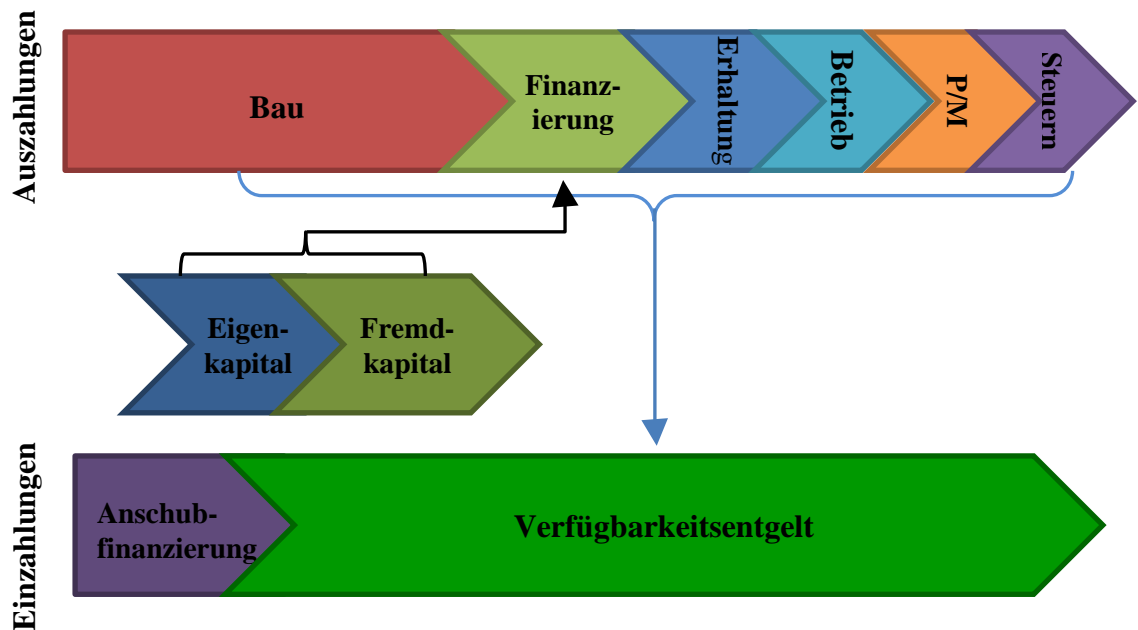 Auszahlungen
Bau
Finanz-
ierung
Erhaltung
Betrieb
P/M
Steuern
Eigen-
kapital
Fremd-
kapital
Einzahlungen
Anschub-
finanzierung
Verfügbarkeitsentgelt